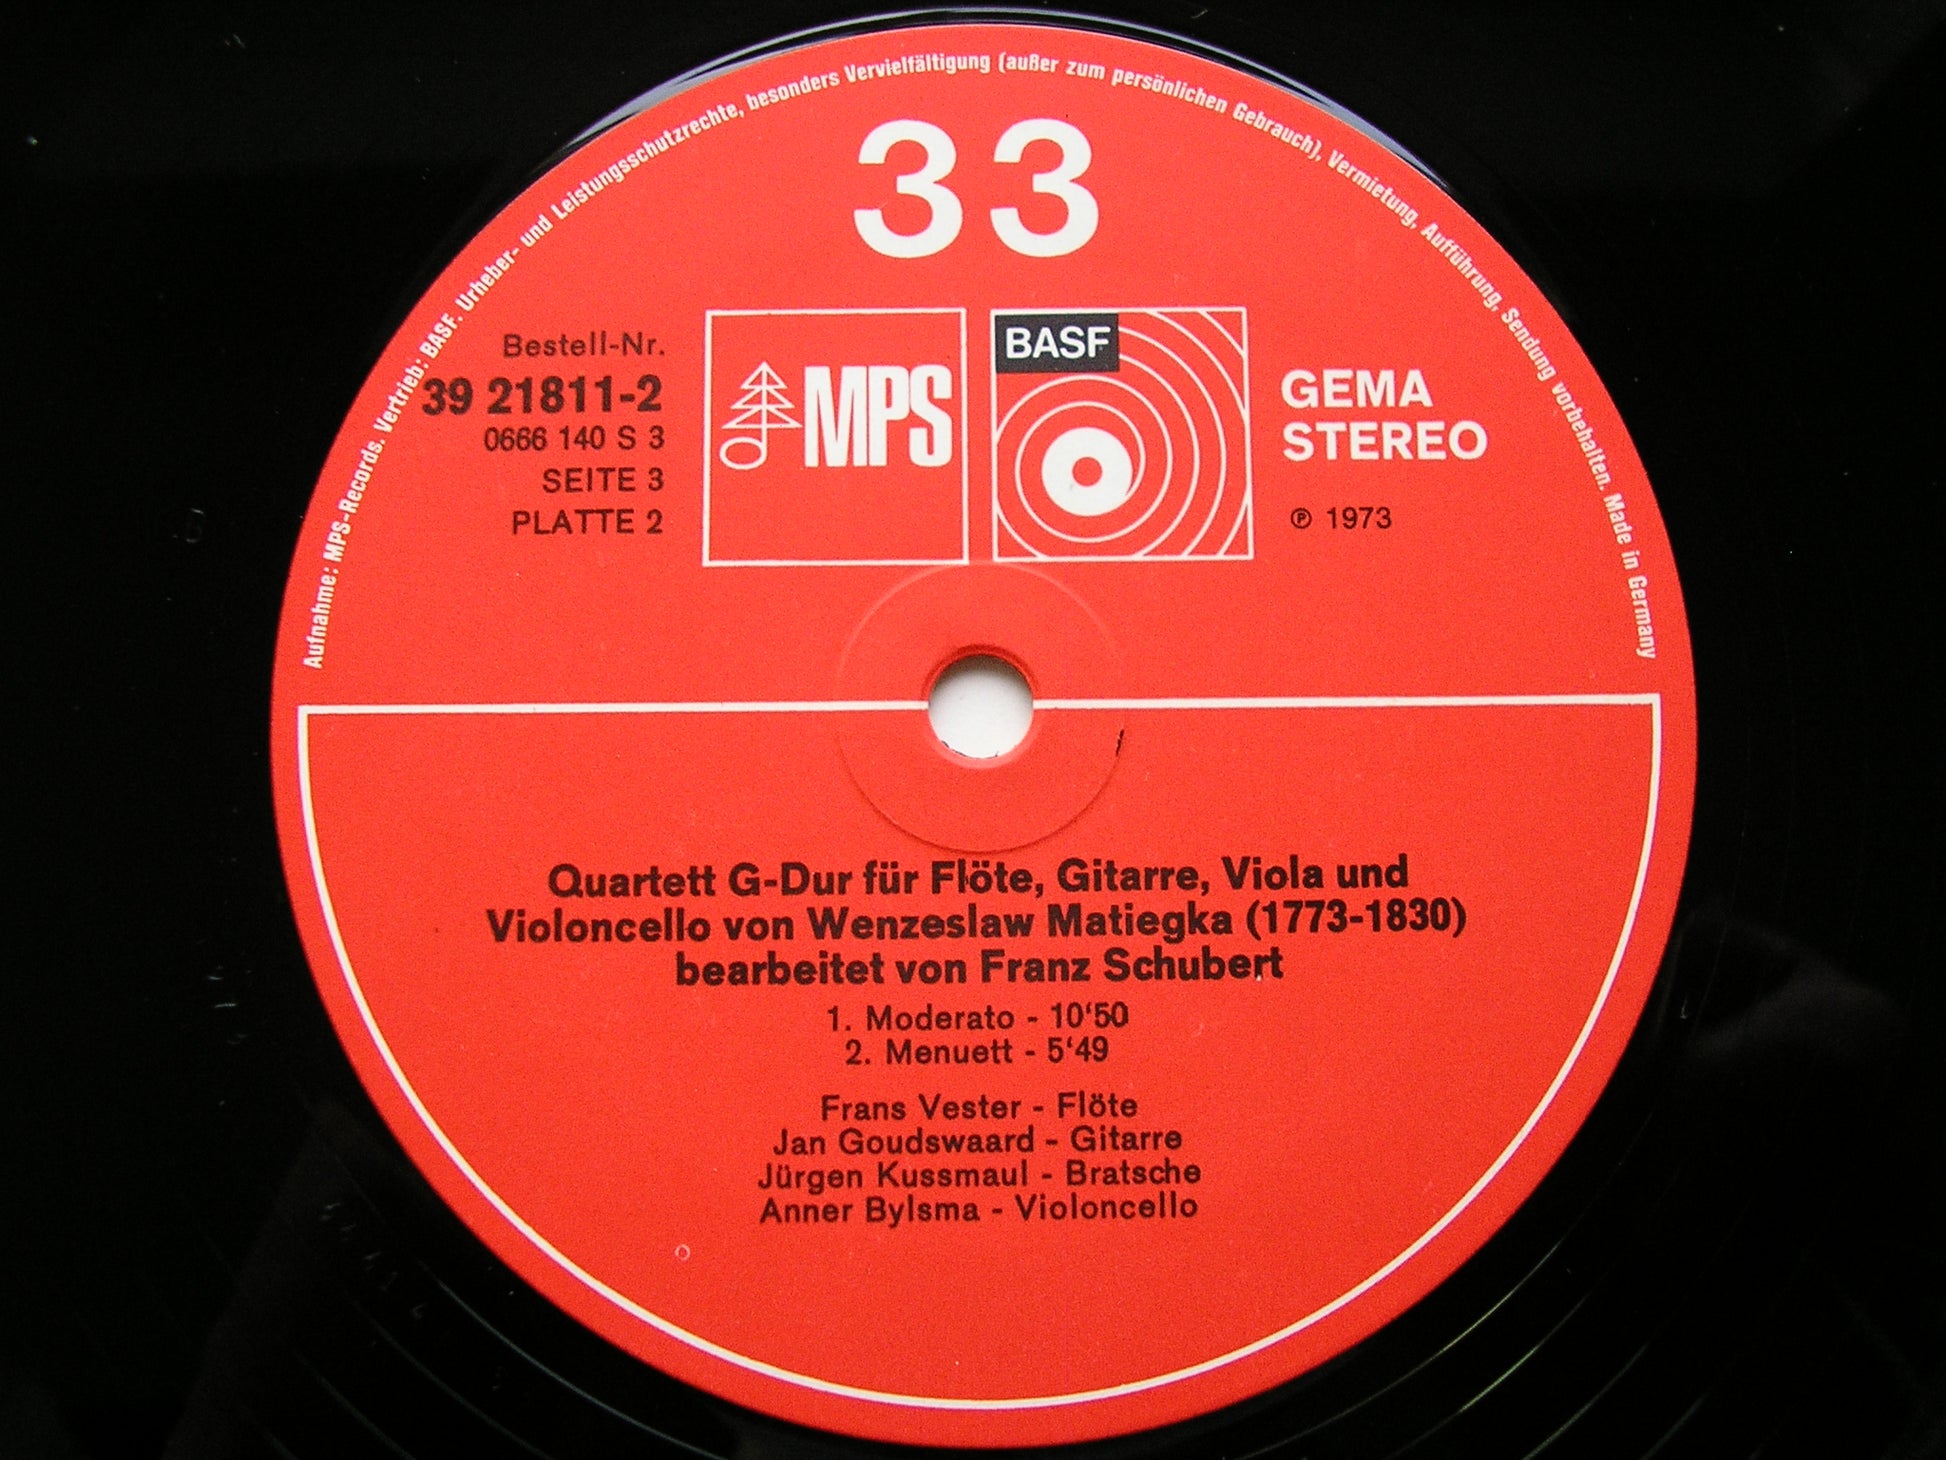 Aufnahme: MPS-Records. Vertrieb: BASF. Urheber- und Leistungsschutzrechte, besonders Vervielfältigung (außer zum persönlichen Gebrauch), Vermietung, Aufführung, Sendung vorbehalten. Made in Germany
33
Bestell-Nr.
39 21811-2
0666 140 S 3
SEITE 3
PLATTE 2
MPS
BASF
GEMA
STEREO
℗ 1973
Quartett G-Dur für Flöte, Gitarre, Viola und
Violoncello von Wenzeslaw Matiegka (1773-1830)
bearbeitet von Franz Schubert
1. Moderato - 10‘50
2. Menuett - 5‘49
Frans Vester - Flöte
Jan Goudswaard - Gitarre
Jürgen Kussmaul - Bratsche
Anner Bylsma - Violoncello